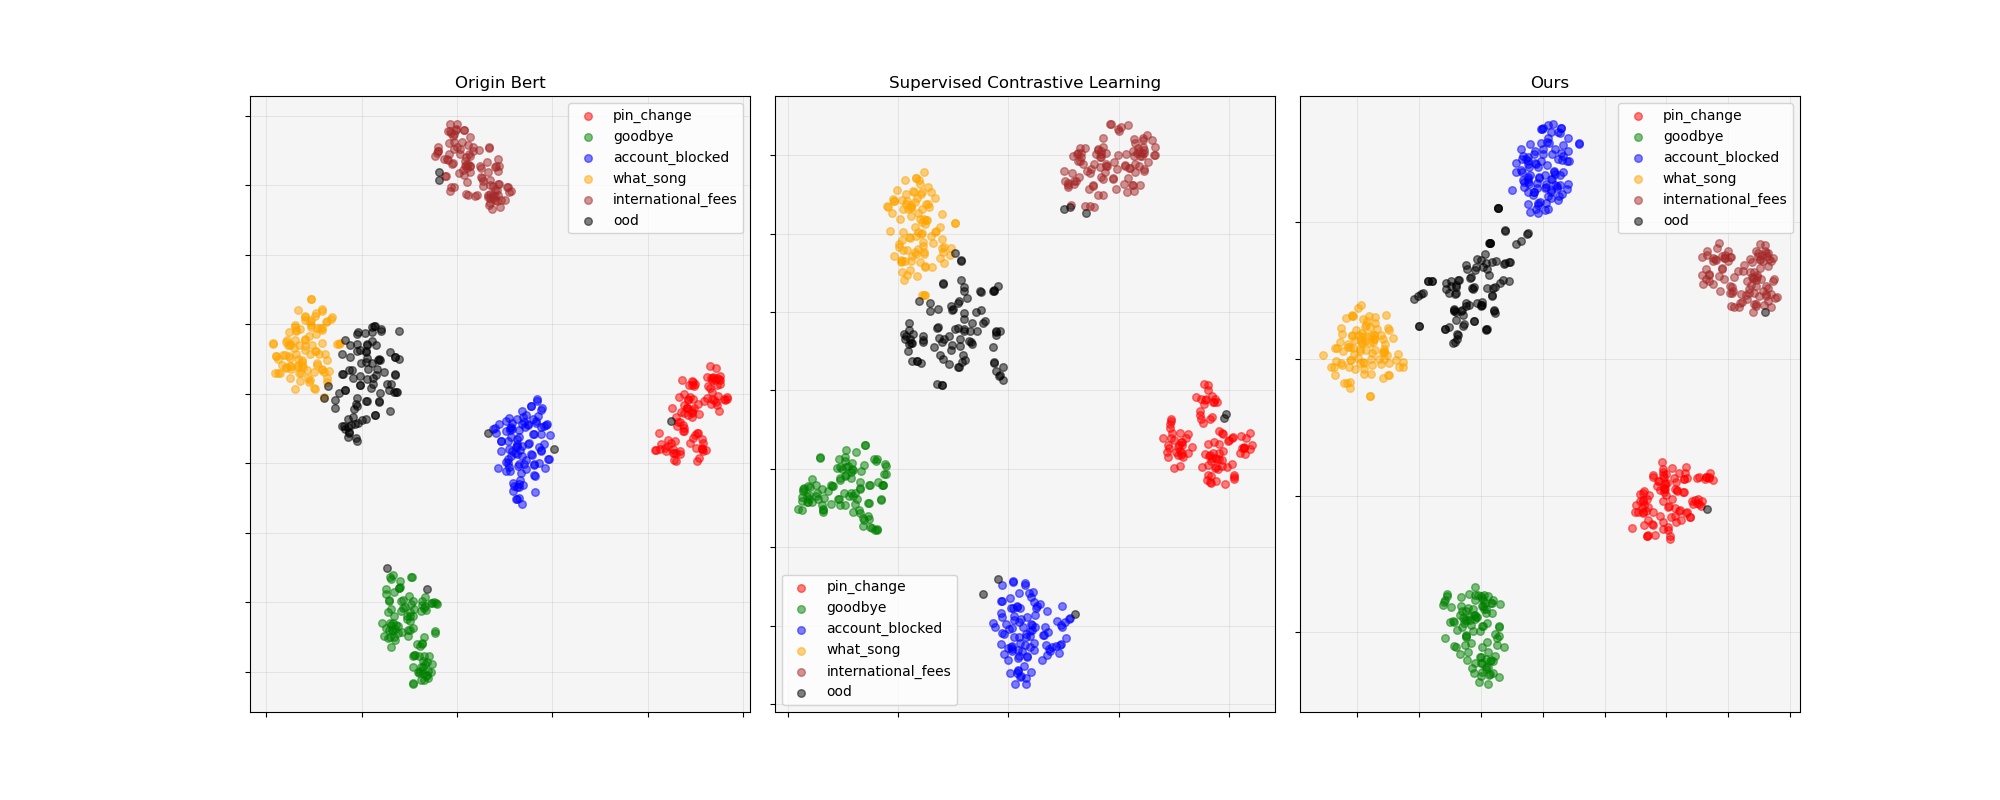 Origin Bert
pin_change
goodbye
account_blocked
what_song
international_fees
ood
Supervised Contrastive Learning
pin_change
goodbye
account_blocked
what_song
international_fees
ood
Ours
pin_change
goodbye
account_blocked
what_song
international_fees
ood